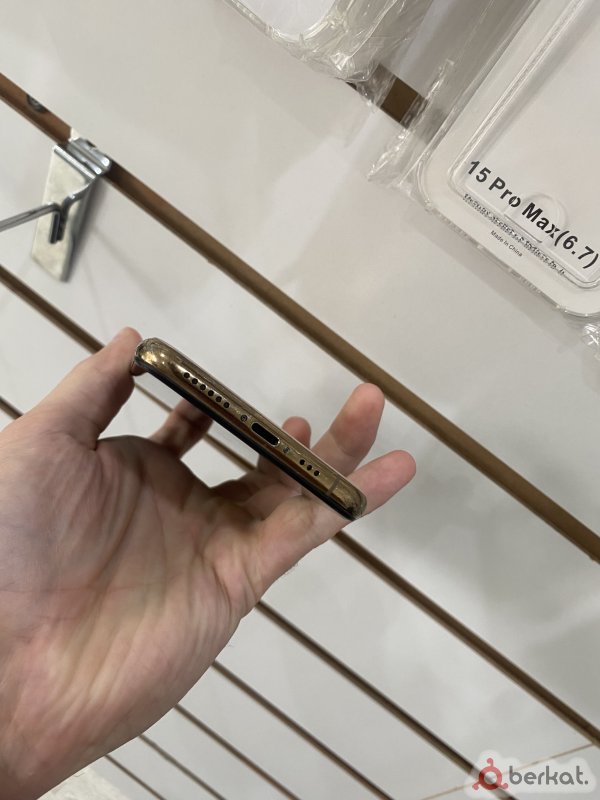 15 Pro Max(6.7)
Made in China
berkat.